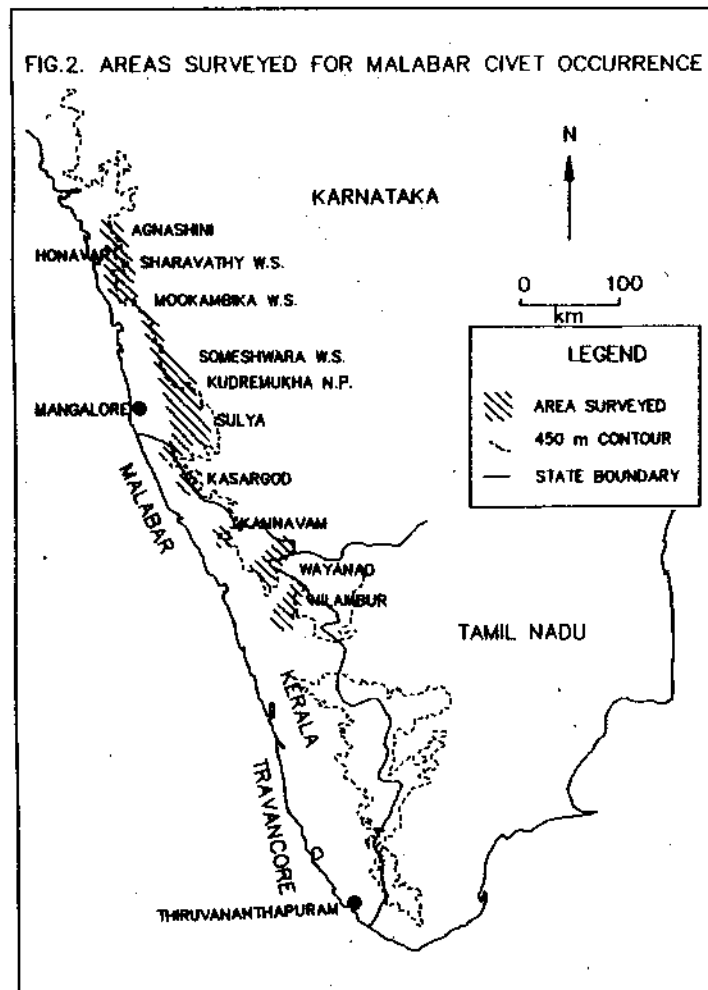 FIG.2. AREAS SURVEYED FOR MALABAR CIVET OCCURRENCE
N
KARNATAKA
AGNASHINI
HONAVAR
SHARAVATHY W.S.
MOOKAMBIKA W.S.
0 100
km
LEGEND
AREA SURVEYED
450 m CONTOUR
STATE BOUNDARY
SOMESHWARA W.S.
KUDREMUKHA N.P.
MANGALORE
SULYA
KASARGOD
MALABAR
KANNAVAM
WAYANAD
NILAMBUR
TAMIL NADU
KERALA
TRAVANCORE
THIRUVANANTHAPURAM